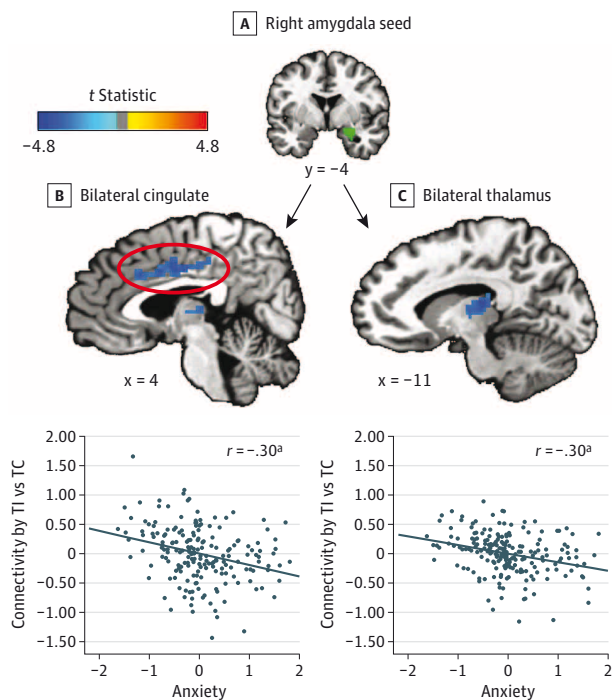 A Right amygdala seed
t Statistic
−4.8 4.8
y = −4
B Bilateral cingulate
C Bilateral thalamus
x = 4
x = −11
2.00
1.50
1.00
0.50
0
−0.50
−1.00
−1.50
Connectivity by TI vs TC
r = −.30a
−2 −1 0 1 2
Anxiety
2.00
1.50
1.00
0.50
0
−0.50
−1.00
−1.50
Connectivity by TI vs TC
r = −.30a
−2 −1 0 1 2
Anxiety